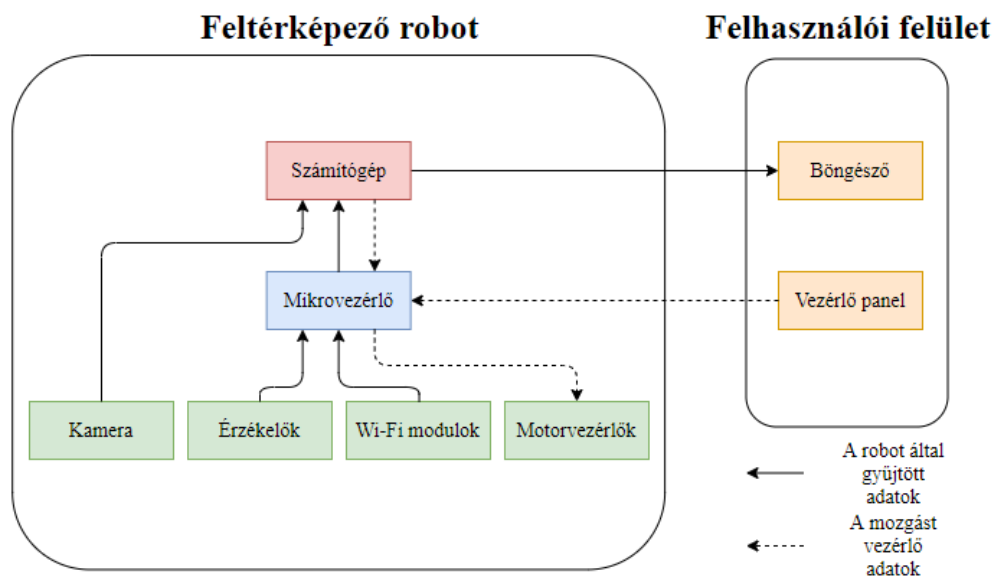 Feltérképező robot
Felhasználói felület
Számítógép
Böngésző
Mikrovezérlő
Vezérlő panel
Kamera
Érzékelők
Wi-Fi modulok
Motorvezérlők
A robot által
gyűjtött
adatok
A mozgást
vezérlő
adatok